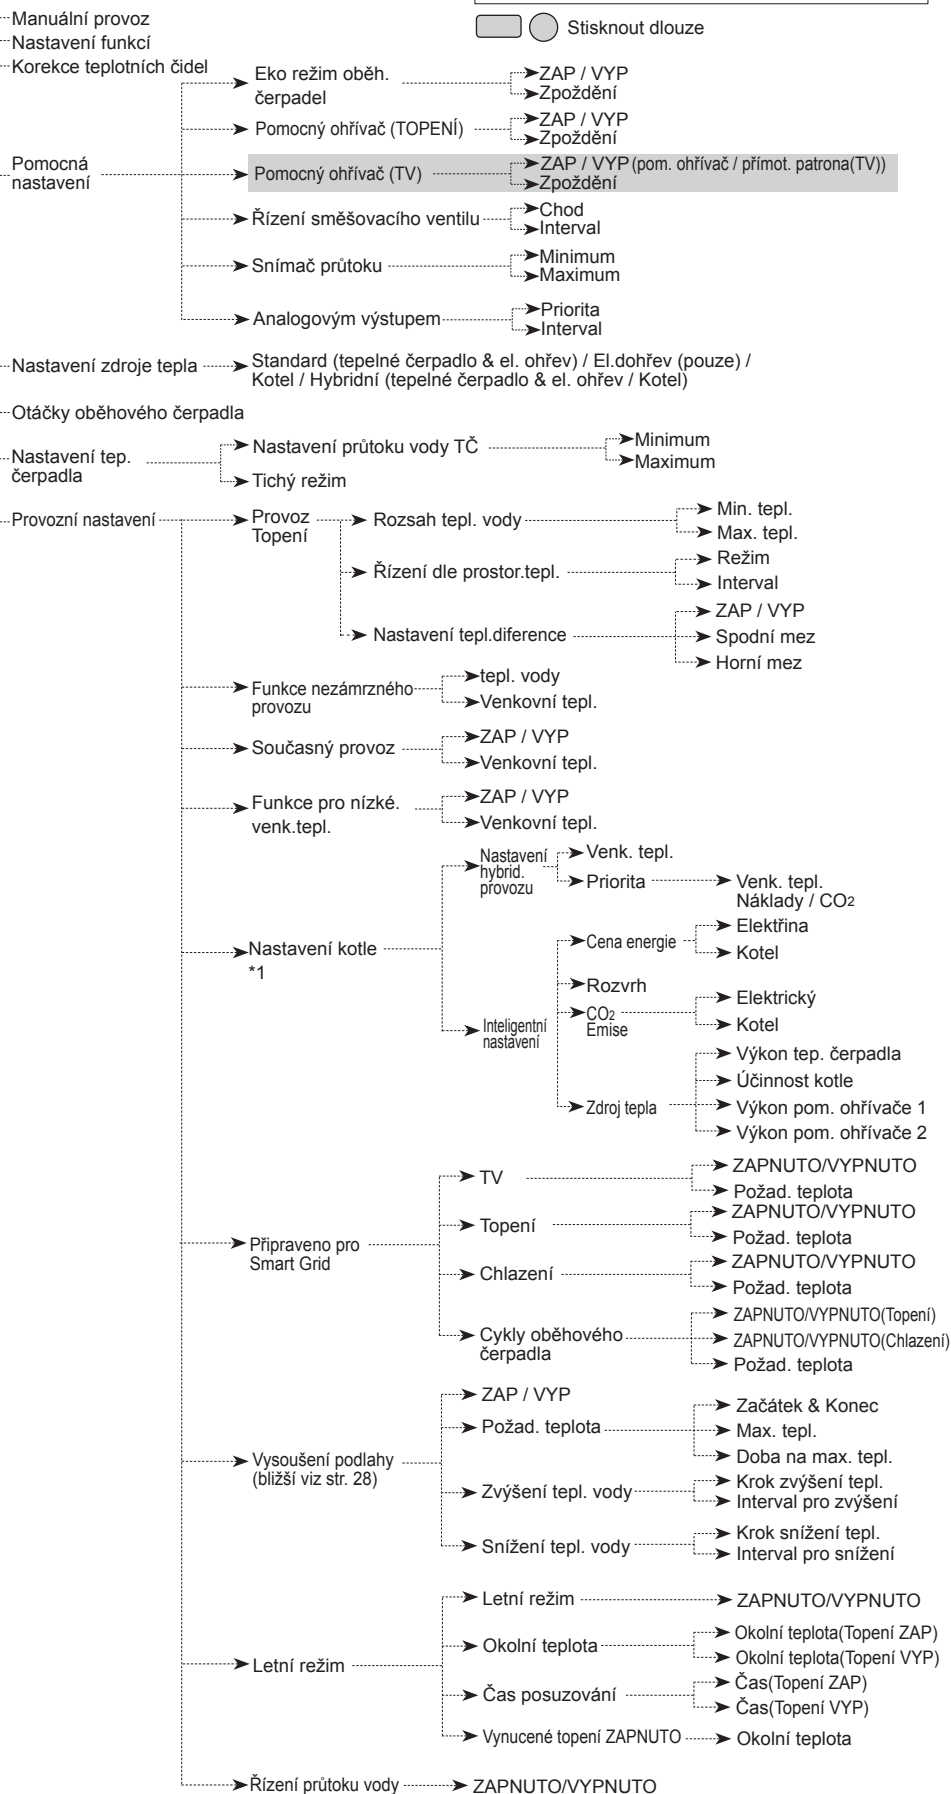 Stisknout dlouze
Manuální provoz
Nastavení funkcí
Korekce teplotních čidel
Pomocná
nastavení
Eko režim oběh.
čerpadel
ZAP / VYP
Zpoždění
Pomocný ohřívač (TOPENÍ)
ZAP / VYP
Zpoždění
Pomocný ohřívač (TV)
ZAP / VYP (pom. ohřívač / přímot. patrona(TV))
Zpoždění
Řízení směšovacího ventilu
Chod
Interval
Snímač průtoku
Minimum
Maximum
Analogovým výstupem
Priorita
Interval
Nastavení zdroje tepla
Standard (tepelné čerpadlo & el. ohřev) / El.dohřev (pouze) /
Kotel / Hybridní (tepelné čerpadlo & el. ohřev / Kotel)
Otáčky oběhového čerpadla
Nastavení tep.
čerpadla
Nastavení průtoku vody TČ
Minimum
Maximum
Tichý režim
Provozní nastavení
Provoz
Topení
Rozsah tepl. vody
Min. tepl.
Max. tepl.
Řízení dle prostor.tepl.
Režim
Interval
Nastavení tepl.diference
ZAP / VYP
Spodní mez
Horní mez
Funkce nezámrzného
provozu
tepl. vody
Venkovní tepl.
Současný provoz
ZAP / VYP
Venkovní tepl.
Funkce pro nízké.
venk.tepl.
ZAP / VYP
Venkovní tepl.
Nastavení kotle
*1
Nastavení
hybrid.
provozu
Venk. tepl.
Priorita
Venk. tepl.
Náklady / CO2
Inteligentní
nastavení
Cena energie
Elektřina
Kotel
Rozvrh
CO2
Emise
Elektrický
Kotel
Zdroj tepla
Výkon tep. čerpadla
Účinnost kotle
Výkon pom. ohřívače 1
Výkon pom. ohřívače 2
Připraveno pro
Smart Grid
TV
ZAPNUTO/VYPNUTO
Požad. teplota
Topení
ZAPNUTO/VYPNUTO
Požad. teplota
Chlazení
ZAPNUTO/VYPNUTO
Požad. teplota
Cykly oběhového
čerpadla
ZAPNUTO/VYPNUTO(Topení)
ZAPNUTO/VYPNUTO(Chlazení)
Požad. teplota
Vysoušení podlahy
(bližší viz str. 28)
ZAP / VYP
Požad. teplota
Začátek & Konec
Max. tepl.
Doba na max. tepl.
Zvýšení tepl. vody
Krok zvýšení tepl.
Interval pro zvýšení
Snížení tepl. vody
Krok snížení tepl.
Interval pro snížení
Letní režim
Letní režim
ZAPNUTO/VYPNUTO
Okolní teplota
Okolní teplota(Topení ZAP)
Okolní teplota(Topení VYP)
Čas posuzování
Čas(Topení ZAP)
Čas(Topení VYP)
Vynucené topení ZAPNUTO
Okolní teplota
Řízení průtoku vody
ZAPNUTO/VYPNUTO